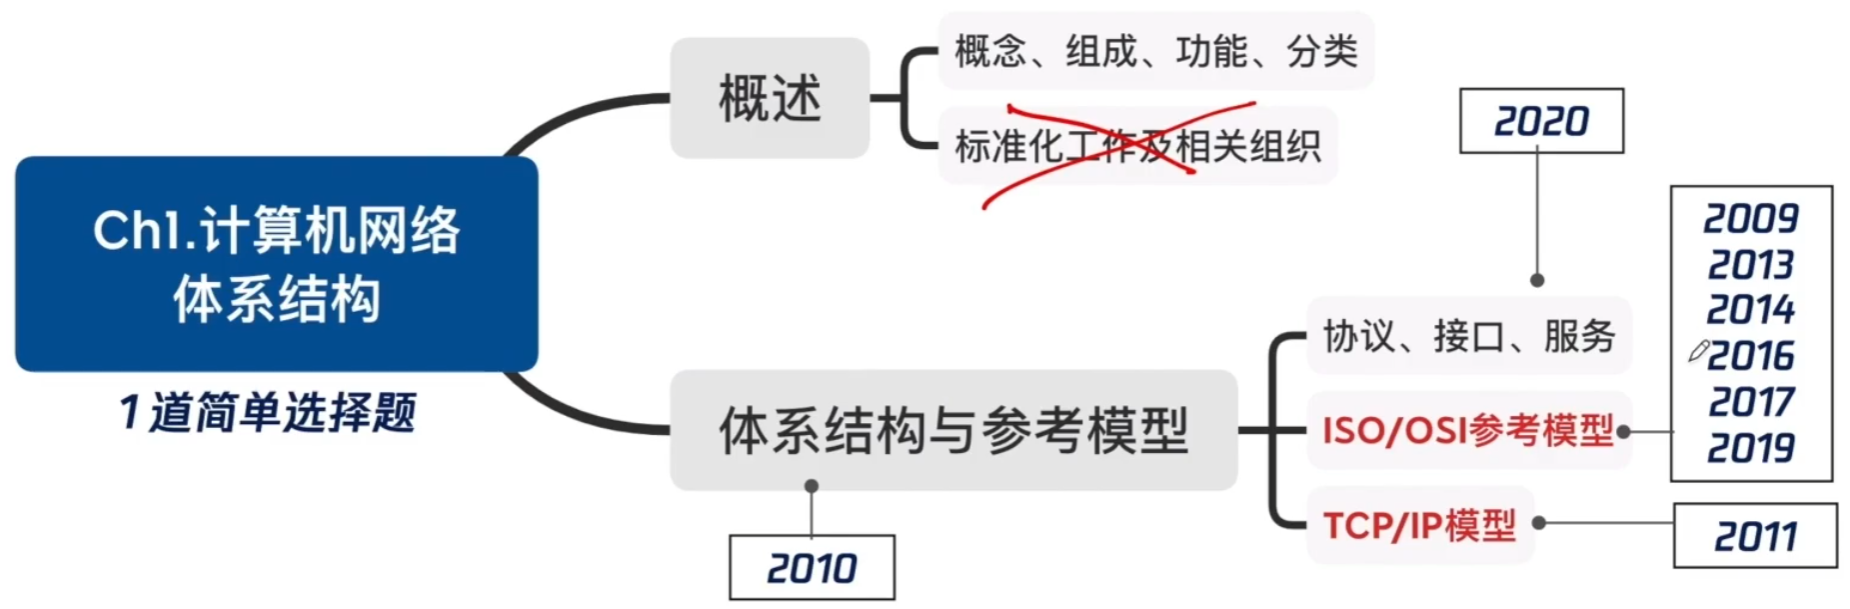 Ch1.计算机网络
体系结构
1道简单选择题
概述
概念、组成、功能、分类
标准化工作及相关组织
体系结构与参考模型
2010
协议、接口、服务
2020
ISO/OSI参考模型
2009
2013
2014
2016
2017
2019
TCP/IP模型
2011